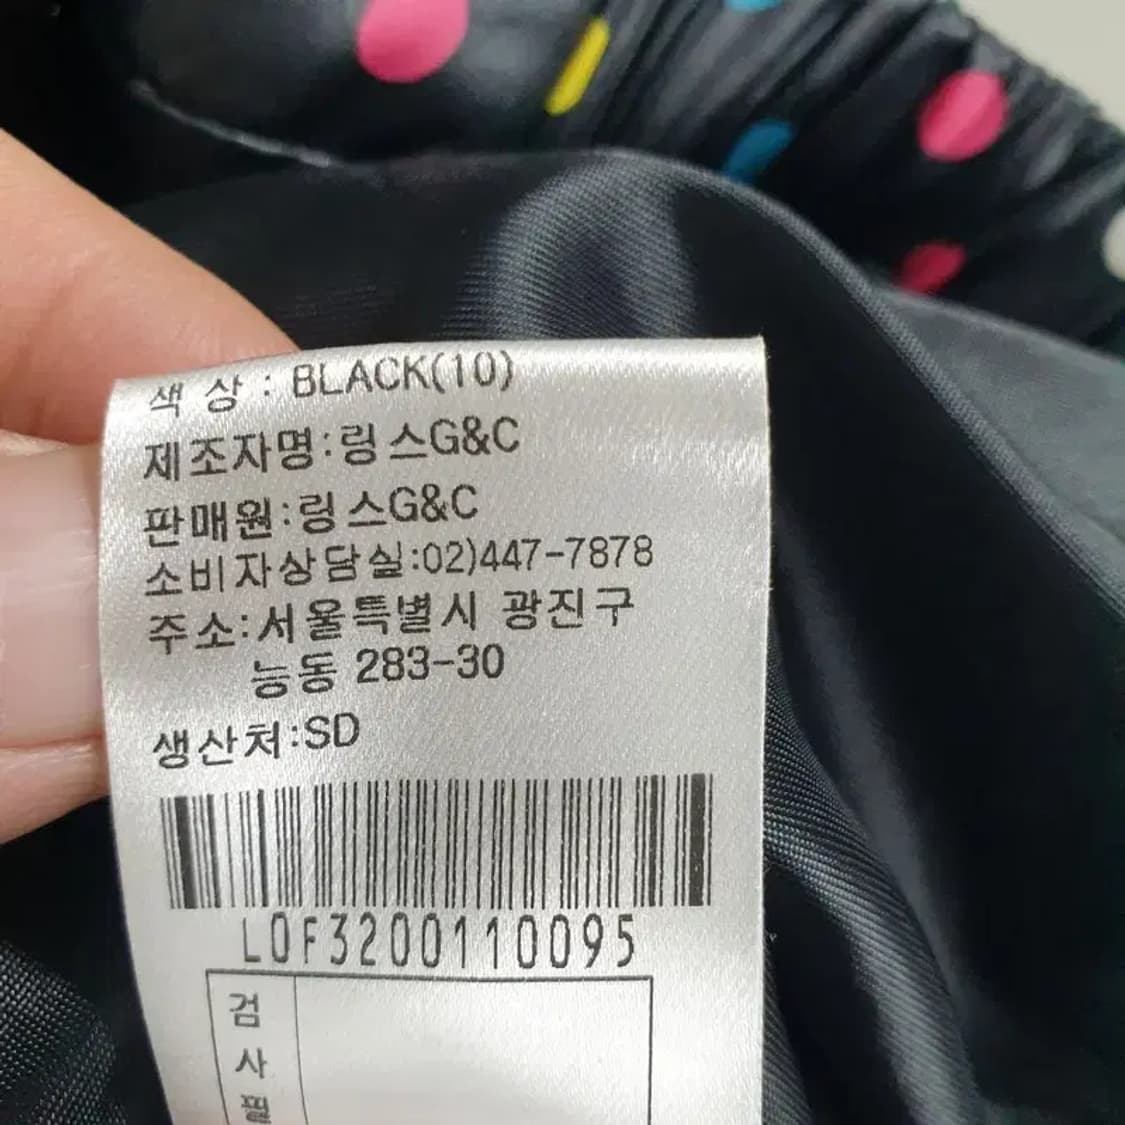 색 상 : BLACK(10)
제조자명:링스G&C
판매원:링스G&C
소비자상담실:02)447-7878
주소:서울특별시 광진구
능동 283-30
생산처:SD
L0F3200110095
검
사
필